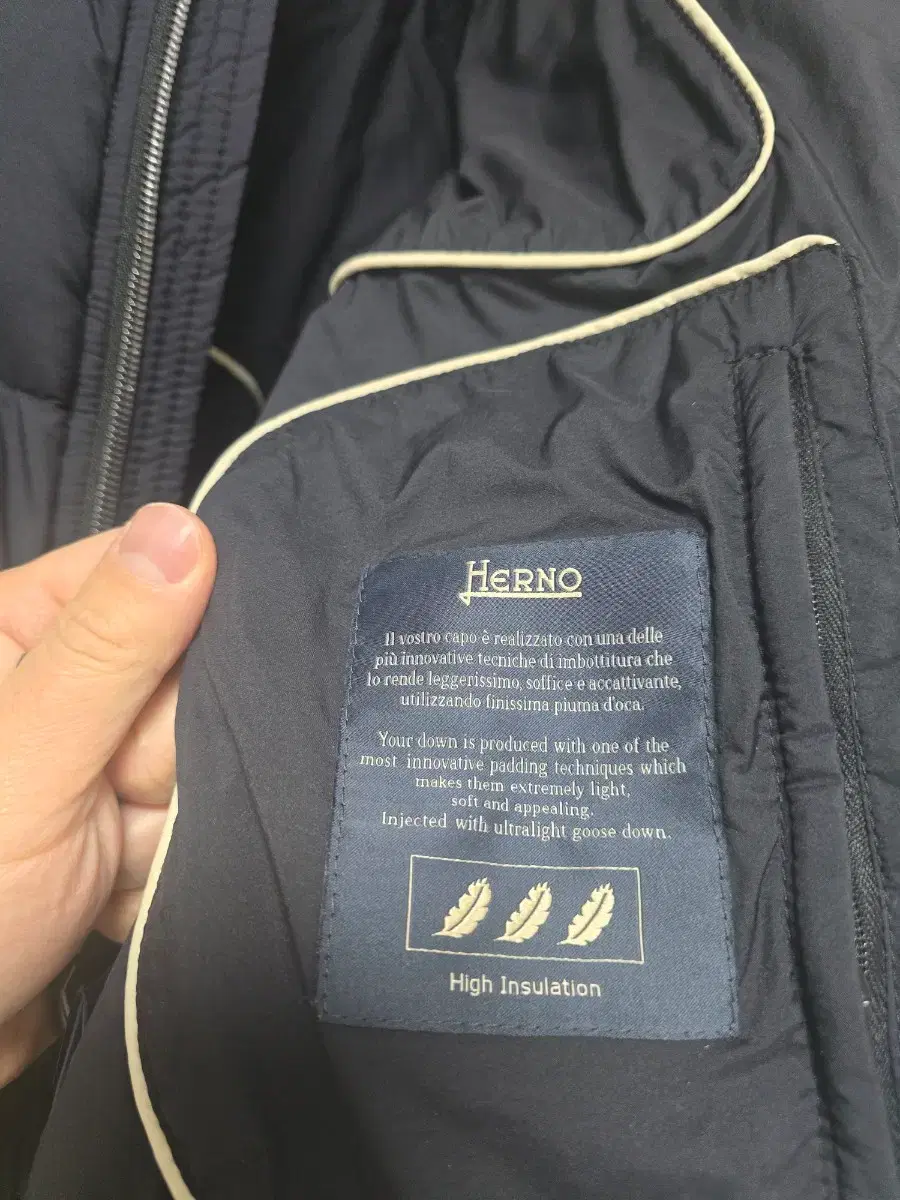 HERNO
Il vostro capo è realizzato con una delle
più innovative tecniche di imbottitura che
lo rende leggerissimo, soffice e accattivante,
utilizzando finissima piuma d'oca.
Your down is produced with one of the
most innovative padding techniques which
makes them extremely light,
soft and appealing.
Injected with ultralight goose down.
High Insulation